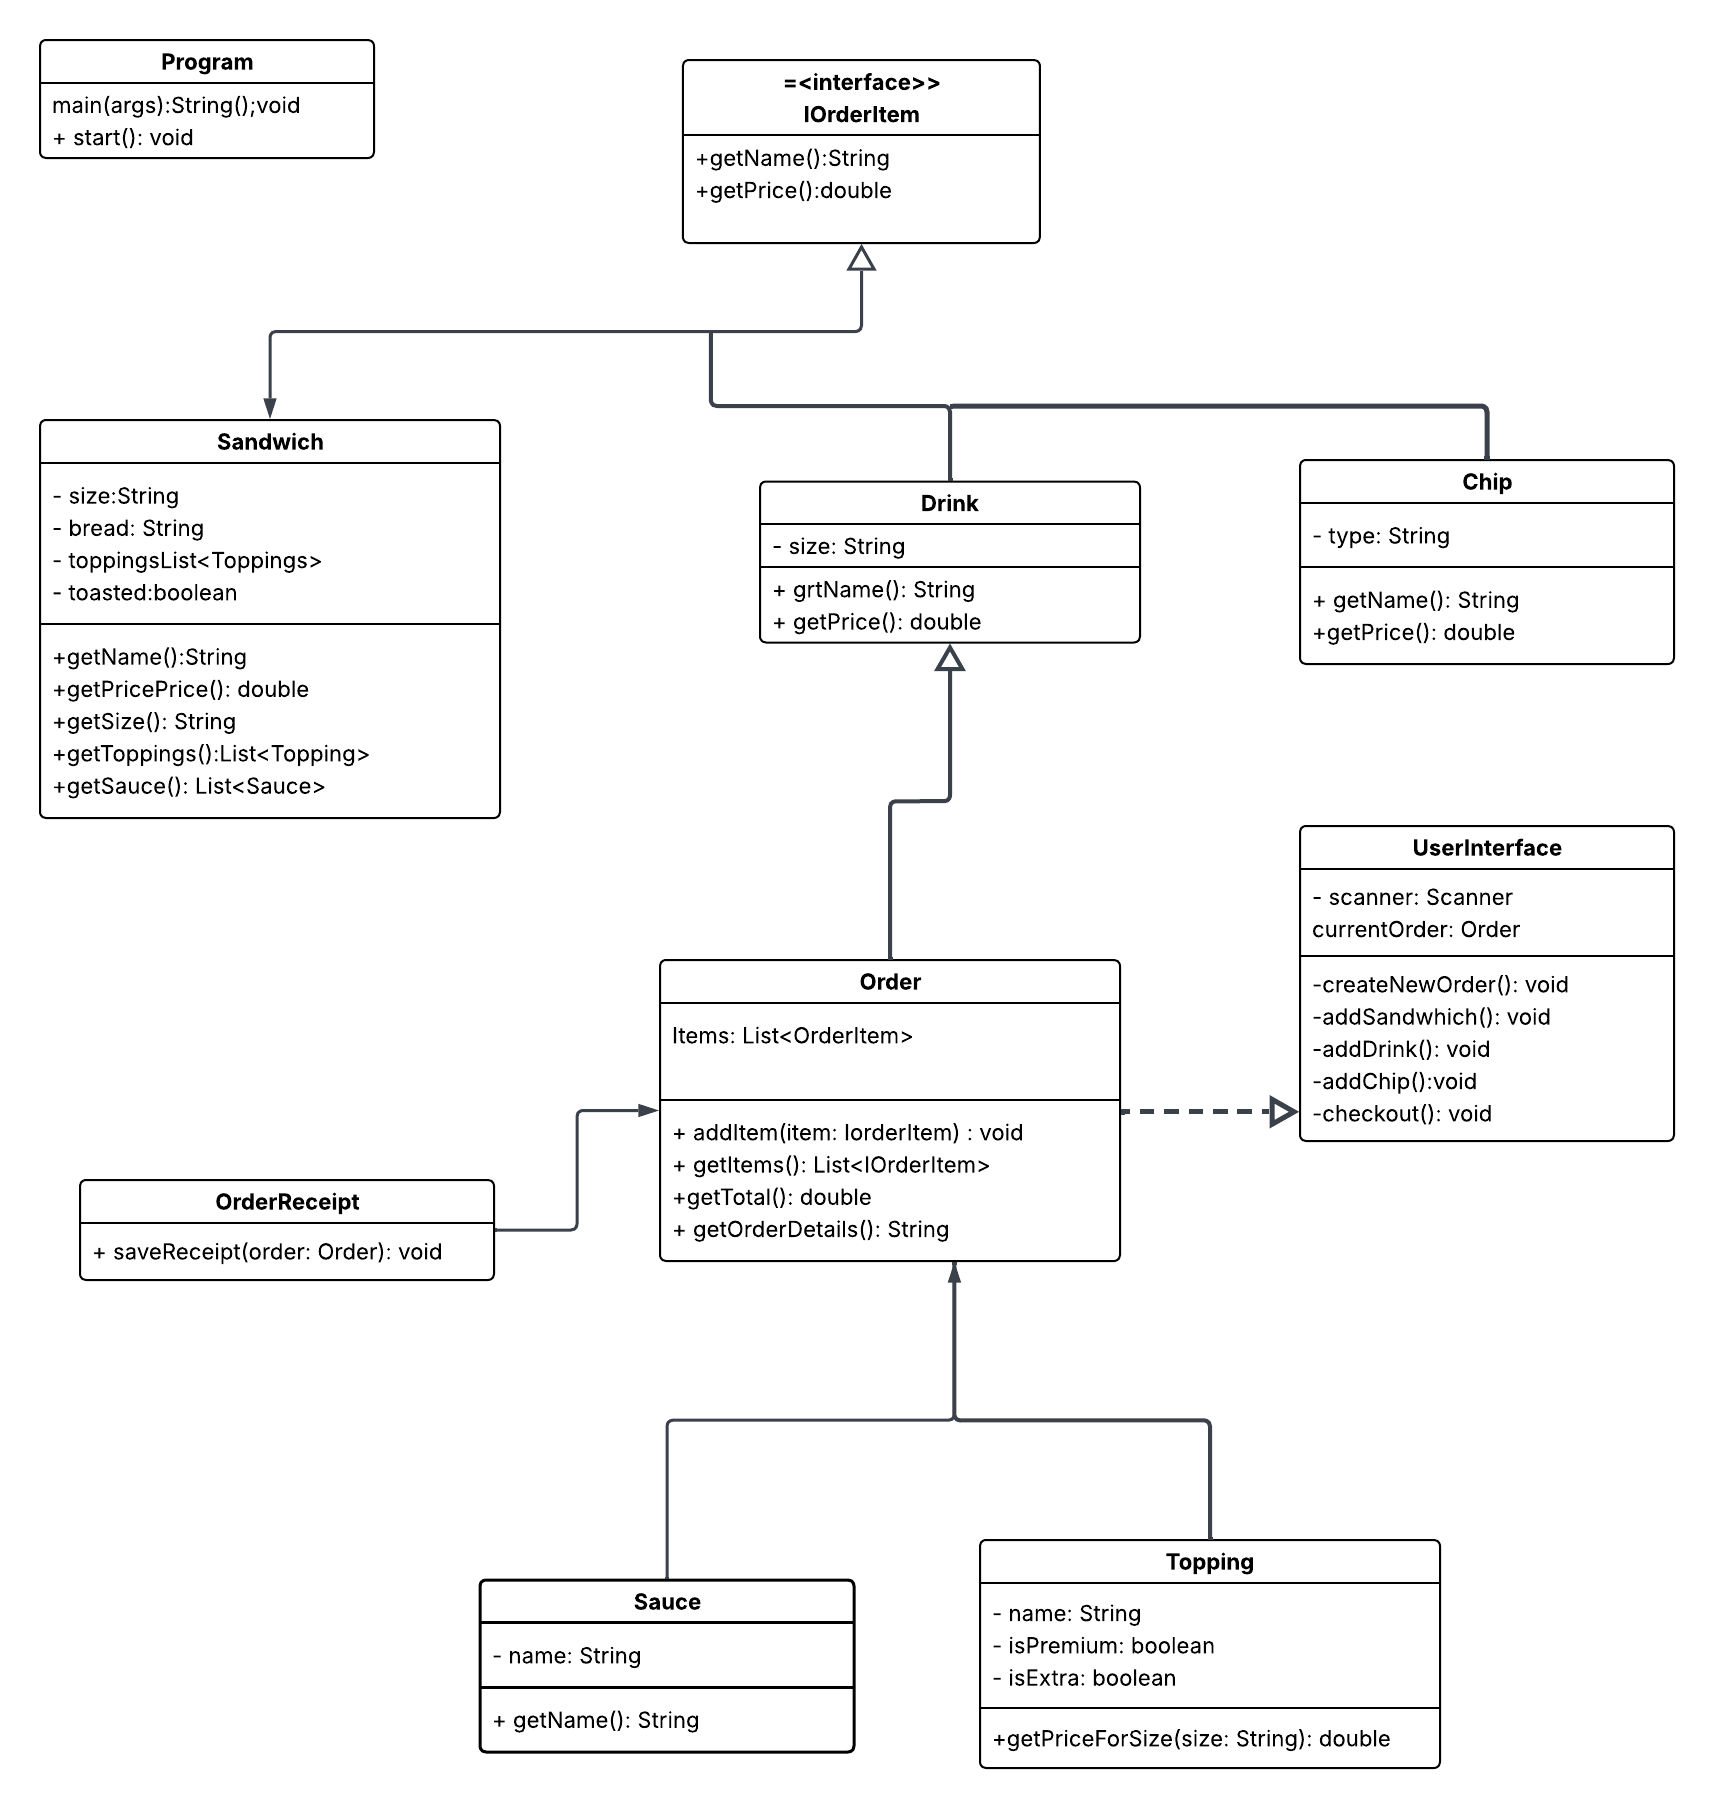 Program
main(args):String();void
+ start(): void
=<interface>>
IOrderItem
+getName():String
+getPrice():double
Sandwich
- size:String
- bread: String
- toppingsList<Toppings>
- toasted:boolean
+getName():String
+getPricePrice(): double
+getSize(): String
+getToppings():List<Topping>
+getSauce(): List<Sauce>
Drink
- size: String
+ grtName(): String
+ getPrice(): double
Chip
- type: String
+ getName(): String
+getPrice(): double
UserInterface
- scanner: Scanner
currentOrder: Order
-createNewOrder(): void
-addSandwhich(): void
-addDrink(): void
-addChip():void
-checkout(): void
Order
Items: List<OrderItem>
+ addItem(item: IorderItem) : void
+ getItems(): List<IOrderItem>
+getTotal(): double
+ getOrderDetails(): String
OrderReceipt
+ saveReceipt(order: Order): void
Sauce
- name: String
+ getName(): String
Topping
- name: String
- isPremium: boolean
- isExtra: boolean
+getPriceForSize(size: String): double